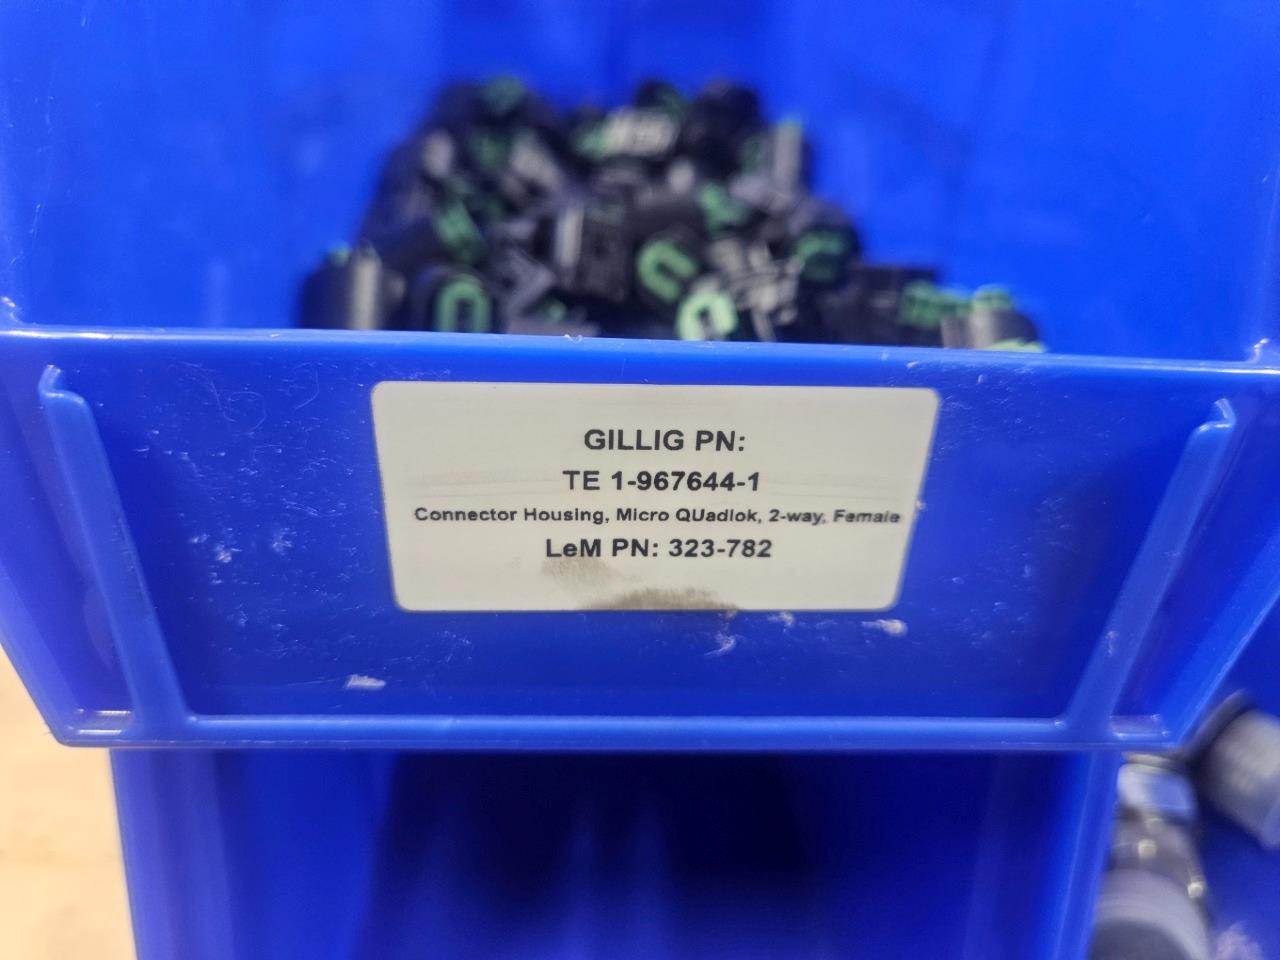 GILLIG PN:
TE 1-967644-1
Connector Housing, Micro QUadlok, 2-way, Female
LeM PN: 323-782